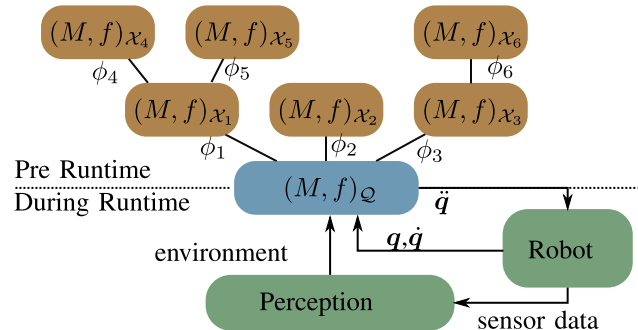 (M, f)𝒳₄ (M, f)𝒳₅ (M, f)𝒳₆
ϕ₄ ϕ₅ ϕ₆
(M, f)𝒳₁ (M, f)𝒳₂ (M, f)𝒳₃
ϕ₁ ϕ₂ ϕ₃
Pre Runtime
(M, f)𝒬
During Runtime
q̈
q,q̇
environment
Robot
Perception
sensor data